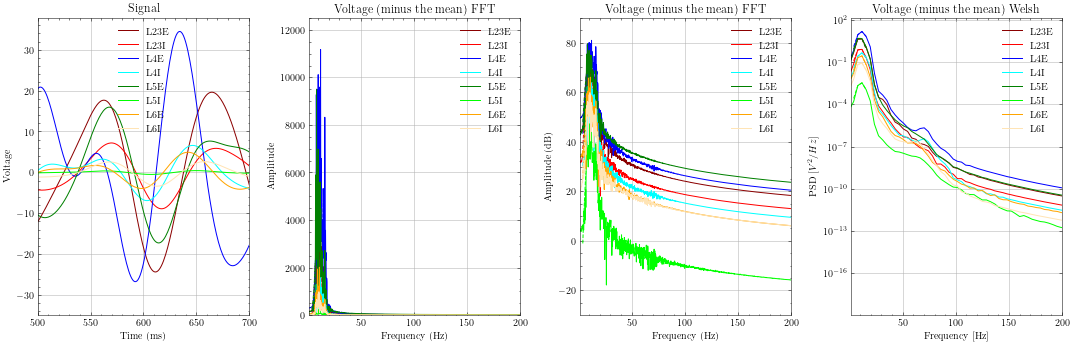 Signal
Voltage (minus the mean) FFT
Voltage (minus the mean) FFT
Voltage (minus the mean) Welsh
Voltage
30
20
10
0
−10
−20
−30
500
550
600
650
700
Time (ms)
L23E
L23I
L4E
L4I
L5E
L5I
L6E
L6I
Amplitude
12000
10000
8000
6000
4000
2000
0
50
100
150
200
Frequency (Hz)
L23E
L23I
L4E
L4I
L5E
L5I
L6E
L6I
Amplitude (dB)
80
60
40
20
0
−20
50
100
150
200
Frequency (Hz)
L23E
L23I
L4E
L4I
L5E
L5I
L6E
L6I
PSD [V**2/Hz]
10^2
10^−1
10^−4
10^−7
10^−10
10^−13
10^−16
50
100
150
200
Frequency [Hz]
L23E
L23I
L4E
L4I
L5E
L5I
L6E
L6I